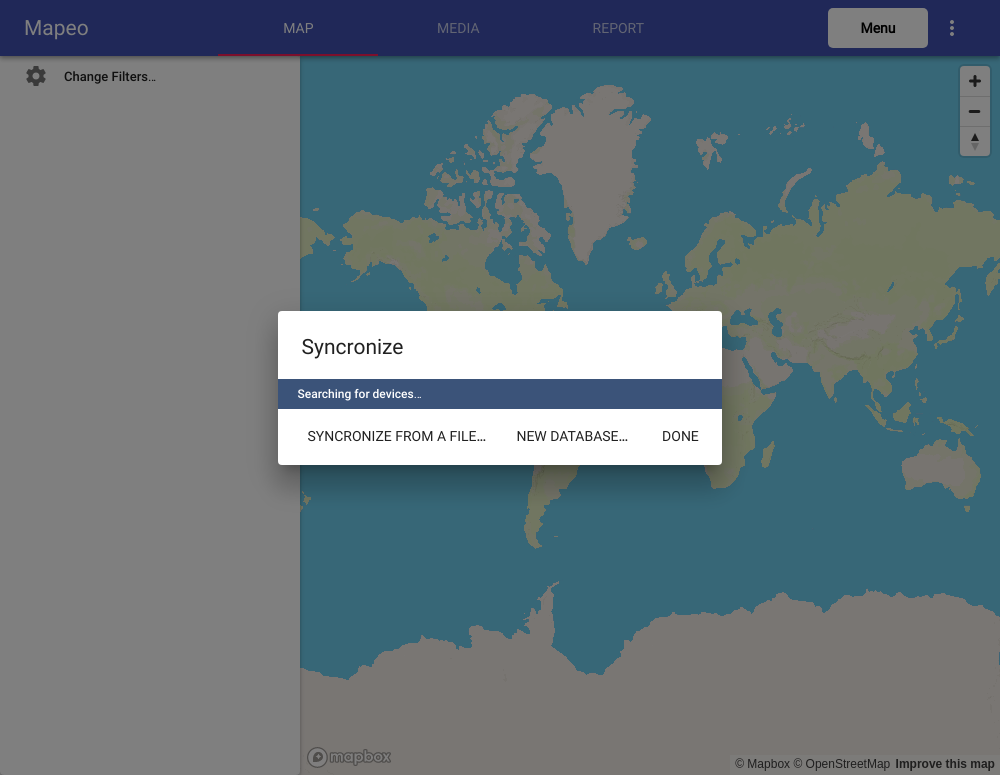 Mapeo
MAP
MEDIA
REPORT
Menu
Change Filters…
Syncronize
Searching for devices…
SYNCRONIZE FROM A FILE…
NEW DATABASE…
DONE
mapbox
© Mapbox © OpenStreetMap Improve this map